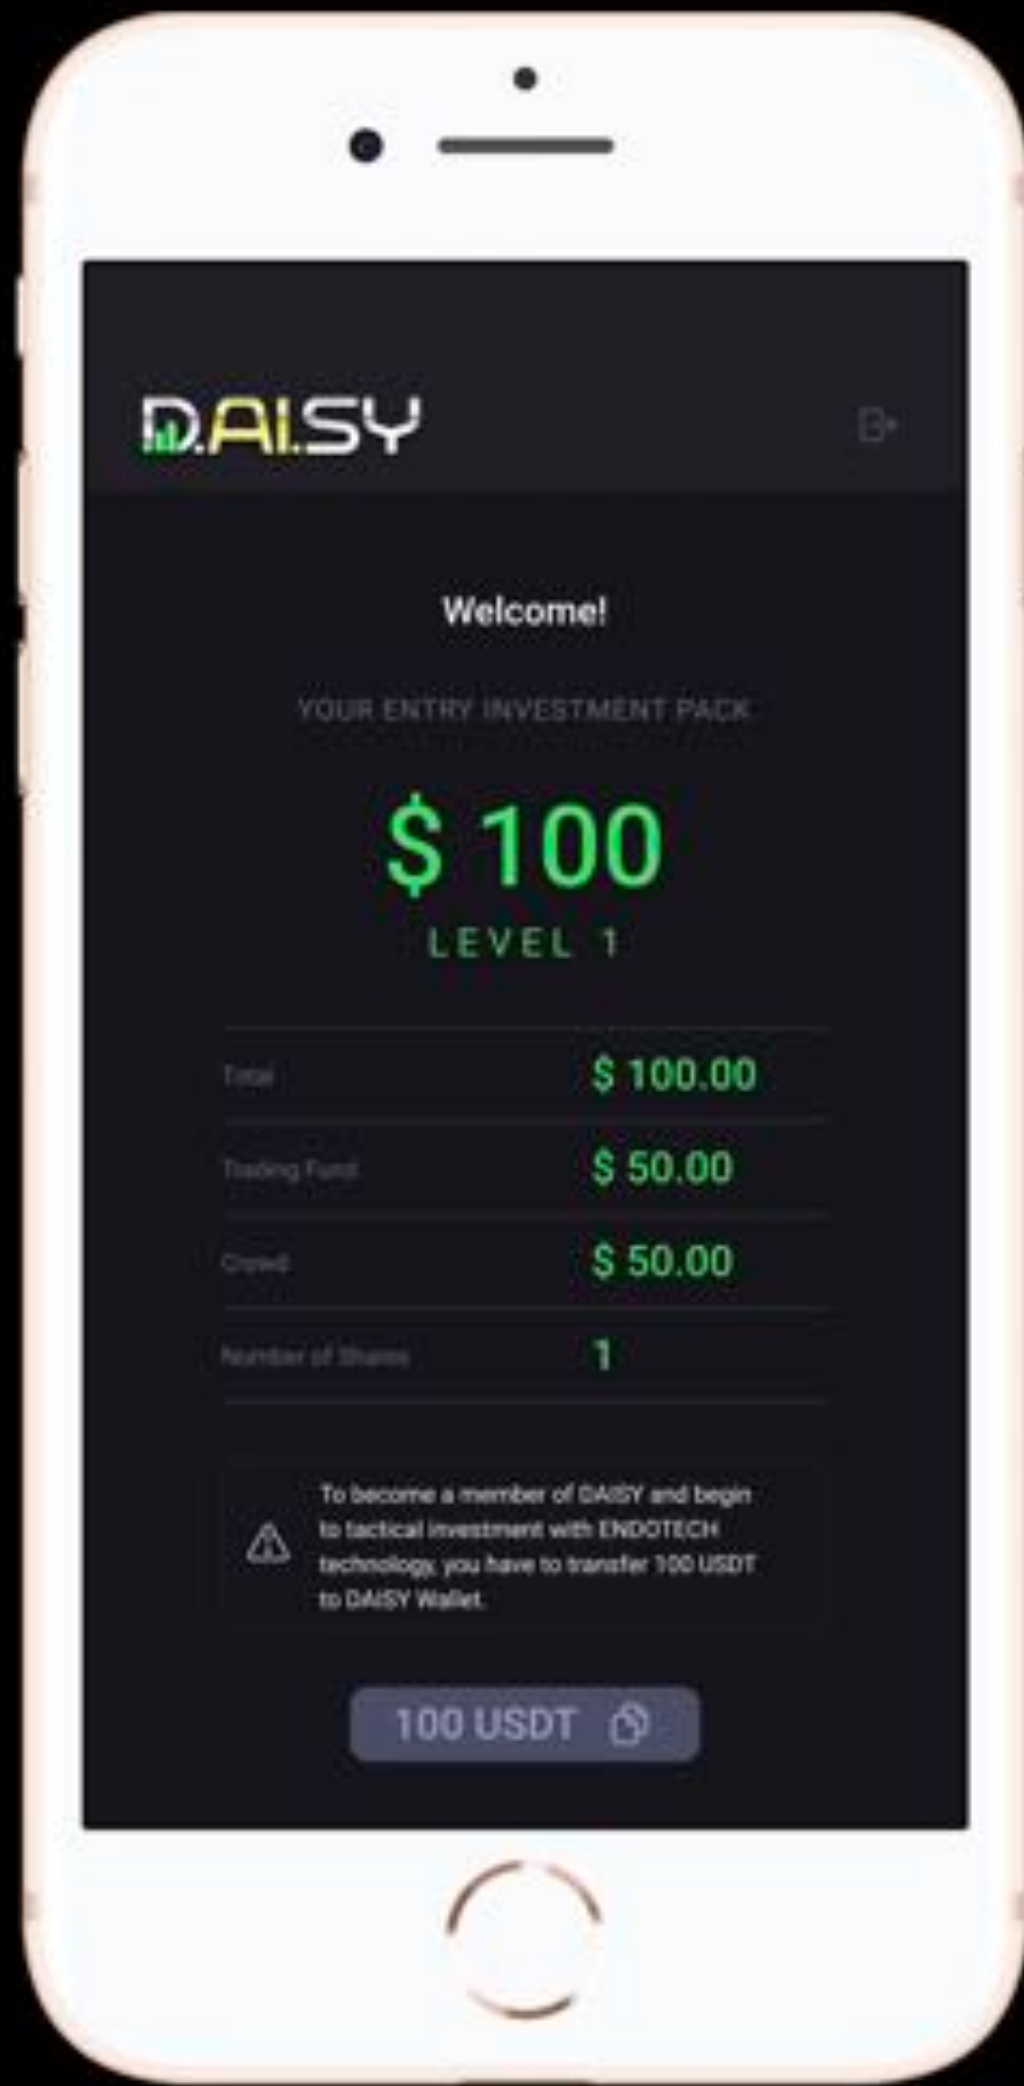 D.AI.SY
Welcome!
YOUR ENTRY INVESTMENT PACK
$ 100
LEVEL 1
Total $ 100.00
Trading Fund $ 50.00
Crowd $ 50.00
Number of Shares 1
To become a member of DAISY and begin
to tactical investment with ENDOTECH
technology, you have to transfer 100 USDT
to DAISY Wallet.
100 USDT